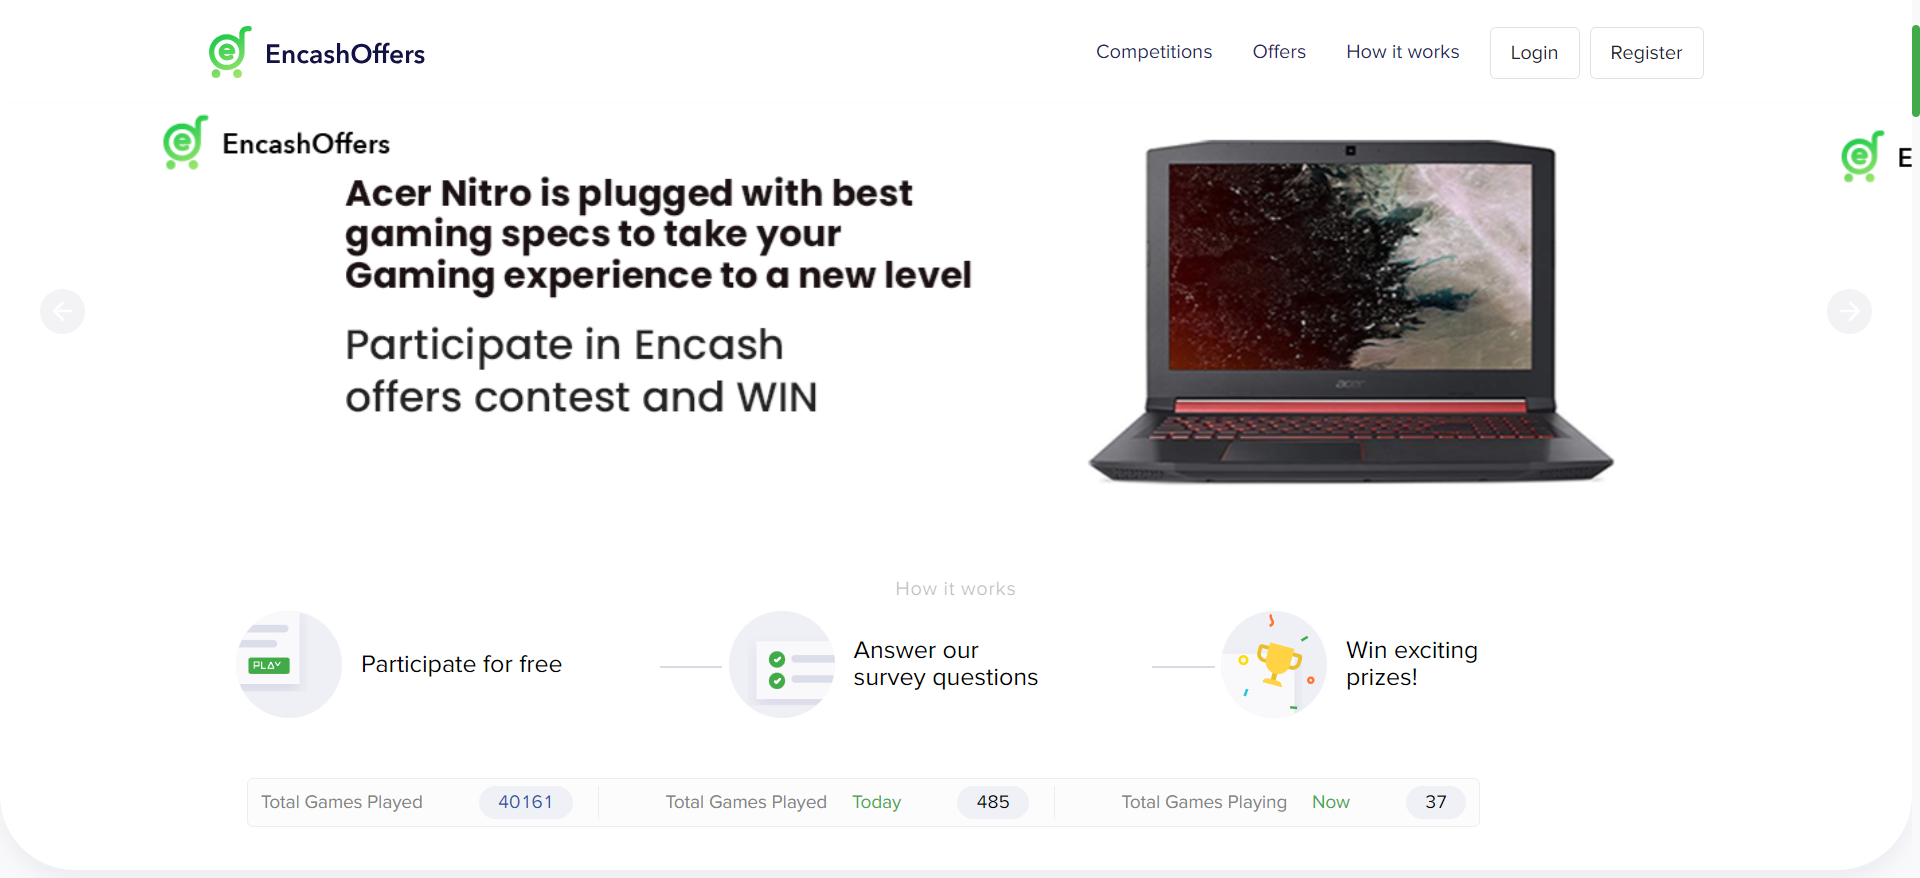 EncashOffers
Competitions
Offers
How it works
Login
Register
EncashOffers
E
Acer Nitro is plugged with best
gaming specs to take your
Gaming experience to a new level
Participate in Encash
offers contest and WIN
acer
How it works
PLAY
Participate for free
Answer our
survey questions
Win exciting
prizes!
Total Games Played 40161
Total Games Played Today 485
Total Games Playing Now 37